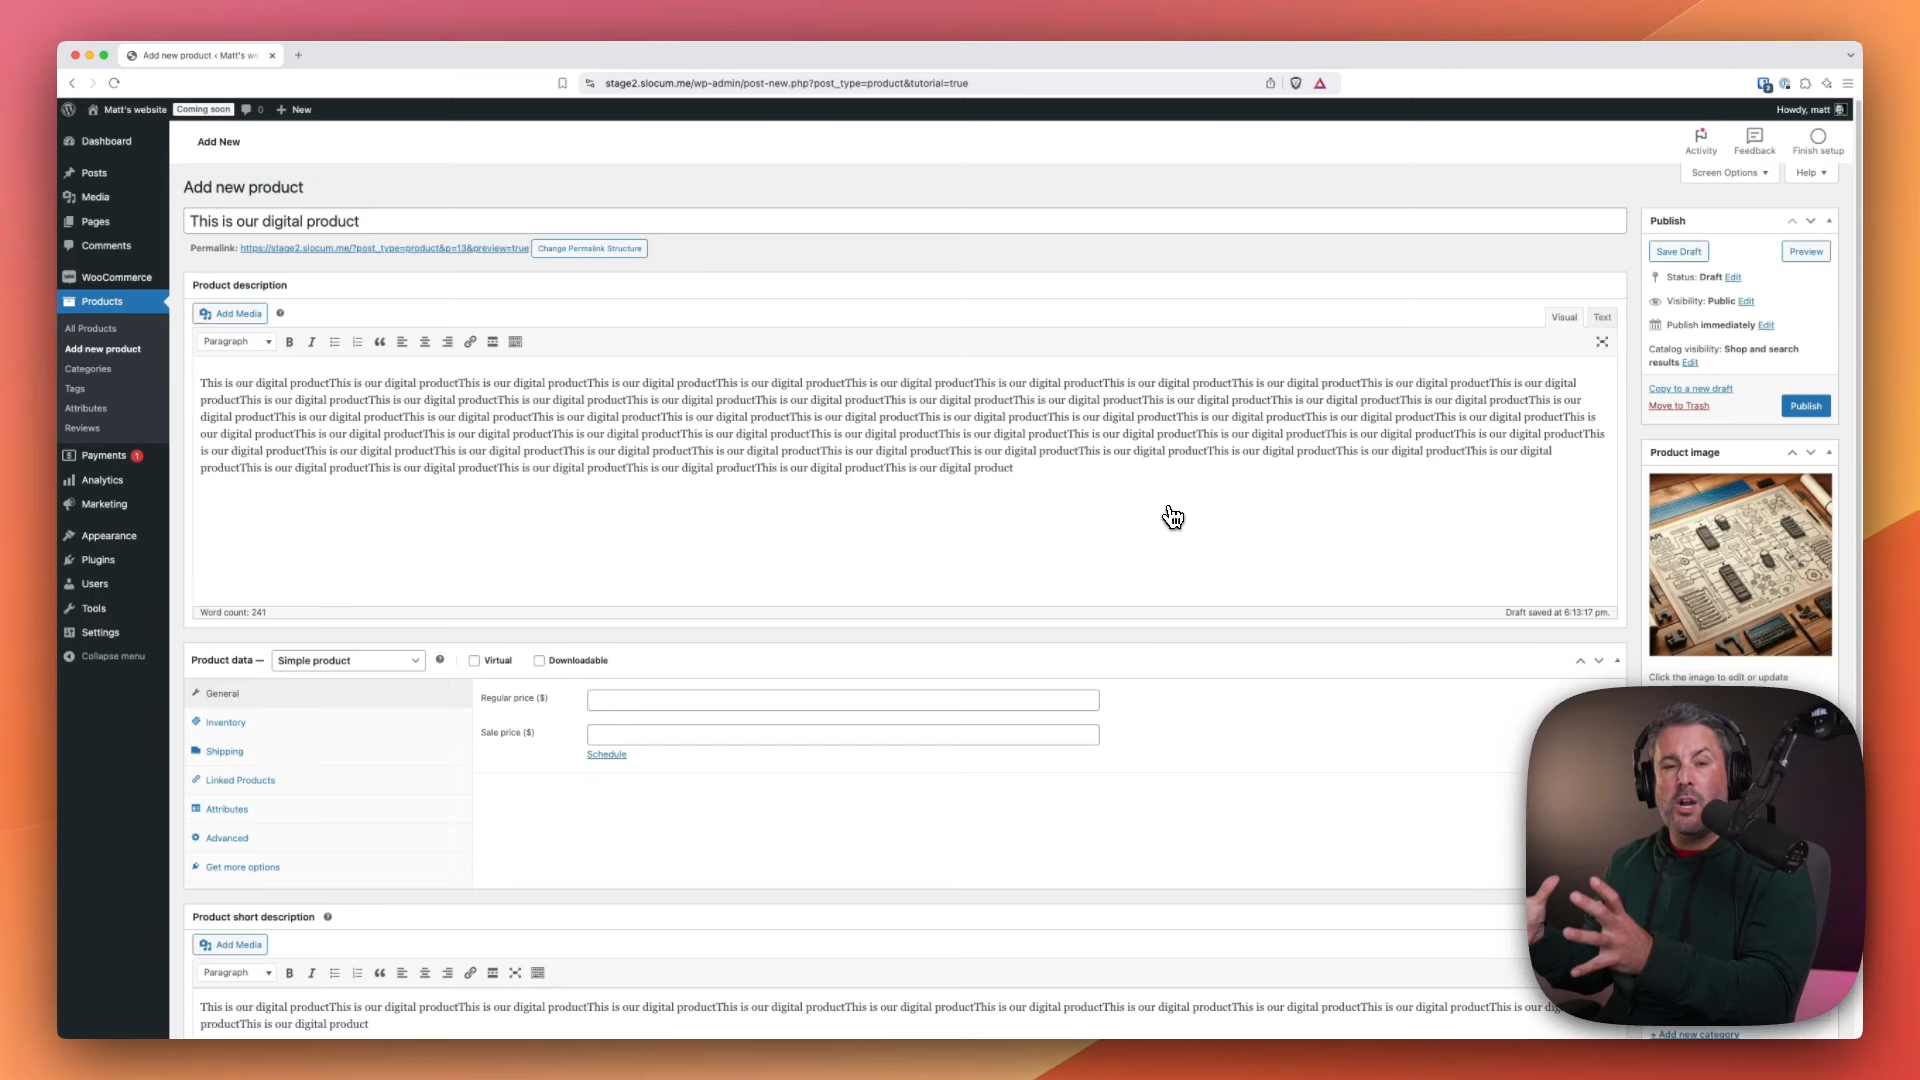 Add new product < Matt's we
stage2.slocum.me/wp-admin/post-new.php?post_type=product&tutorial=true
Matt's website Coming soon 0 New
Howdy, matt
Dashboard
Posts
Media
Pages
Comments
WooCommerce
Products
All Products
Add new product
Categories
Tags
Attributes
Reviews
Payments 1
Analytics
Marketing
Appearance
Plugins
Users
Tools
Settings
Collapse menu
Add New
Activity Feedback Finish setup
Screen Options Help
Add new product
This is our digital product
Permalink: https://stage2.slocum.me/?post_type=product&p=13&preview=true Change Permalink Structure
Product description
Add Media
Visual Text
Paragraph
This is our digital productThis is our digital productThis is our digital productThis is our digital productThis is our digital productThis is our digital productThis is our digital productThis is our digital productThis is our digital productThis is our digital productThis is our digital
productThis is our digital productThis is our digital productThis is our digital productThis is our digital productThis is our digital productThis is our digital productThis is our digital productThis is our digital productThis is our digital productThis is our digital productThis is our
digital productThis is our digital productThis is our digital productThis is our digital productThis is our digital productThis is our digital productThis is our digital productThis is our digital productThis is our digital productThis is our digital productThis is our digital productThis is
our digital productThis is our digital productThis is our digital productThis is our digital productThis is our digital productThis is our digital productThis is our digital productThis is our digital productThis is our digital productThis is our digital productThis is our digital productThis
is our digital productThis is our digital productThis is our digital productThis is our digital productThis is our digital productThis is our digital productThis is our digital productThis is our digital productThis is our digital productThis is our digital productThis is our digital
productThis is our digital productThis is our digital productThis is our digital productThis is our digital productThis is our digital productThis is our digital product
Word count: 241
Draft saved at 6:13:17 pm.
Product data — Simple product Virtual Downloadable
General
Inventory
Shipping
Linked Products
Attributes
Advanced
Get more options
Regular price ($)
Sale price ($)
Schedule
Product short description
Add Media
Paragraph
This is our digital productThis is our digital productThis is our digital productThis is our digital productThis is our digital productThis is our digital productThis is our digital productThis is our digital productThis is our digital productThis is our digital productThis is our dig
productThis is our digital product
Publish
Save Draft Preview
Status: Draft Edit
Visibility: Public Edit
Publish immediately Edit
Catalog visibility: Shop and search
results Edit
Copy to a new draft
Move to Trash
Publish
Product image
Click the image to edit or update
+ Add new category